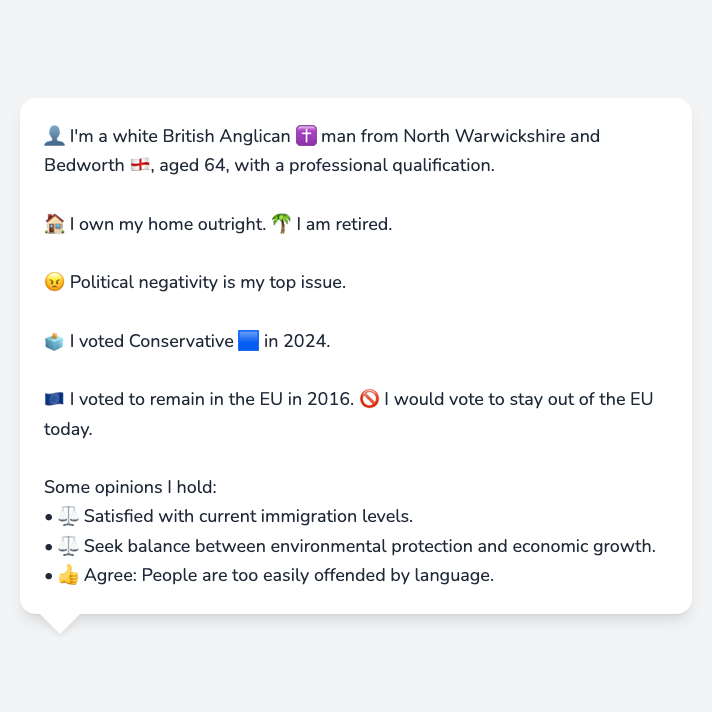 👤 I'm a white British Anglican ✝️ man from North Warwickshire and
Bedworth 🏴󠁧󠁢󠁥󠁮󠁧󠁿, aged 64, with a professional qualification.
🏠 I own my home outright. 🌴 I am retired.
😠 Political negativity is my top issue.
🗳️ I voted Conservative 🟦 in 2024.
🇪🇺 I voted to remain in the EU in 2016. 🚫 I would vote to stay out of the EU
today.
Some opinions I hold:
• ⚖️ Satisfied with current immigration levels.
• ⚖️ Seek balance between environmental protection and economic growth.
• 👍 Agree: People are too easily offended by language.